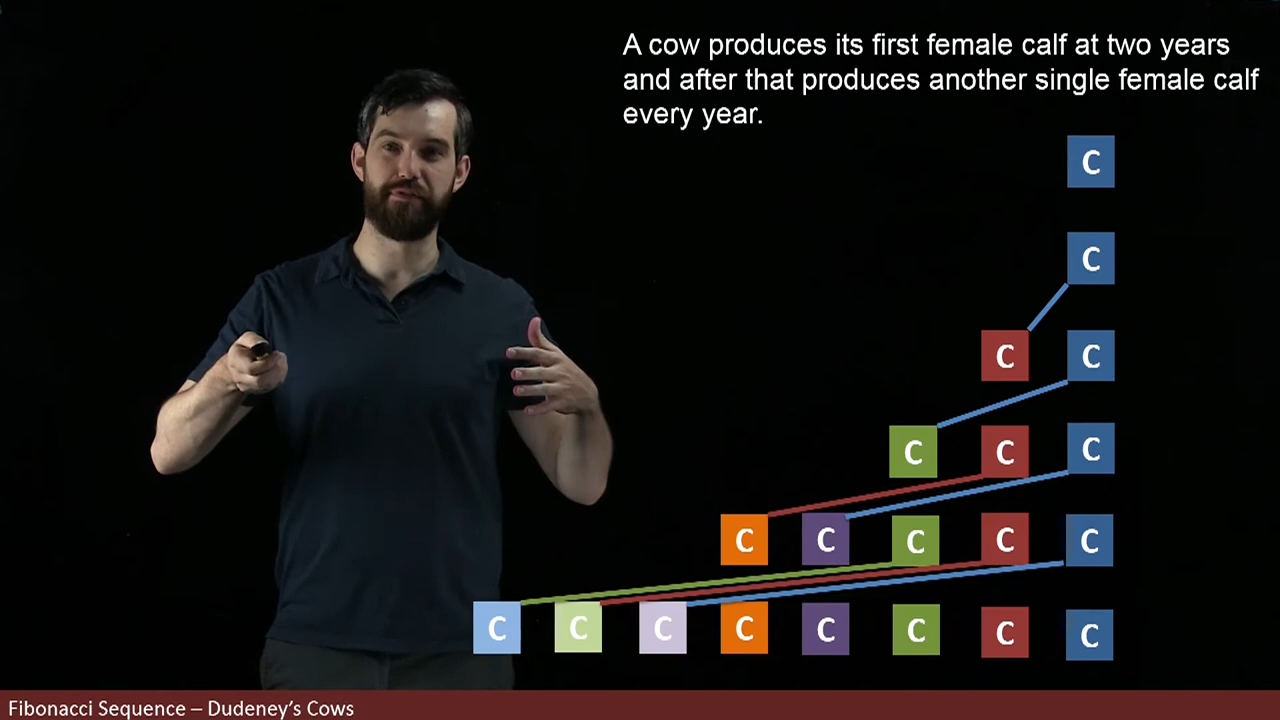 A cow produces its first female calf at two years
and after that produces another single female calf
every year.
C
C
C C
C C C
C C C C C
C C C C C C C C
Fibonacci Sequence – Dudeney’s Cows